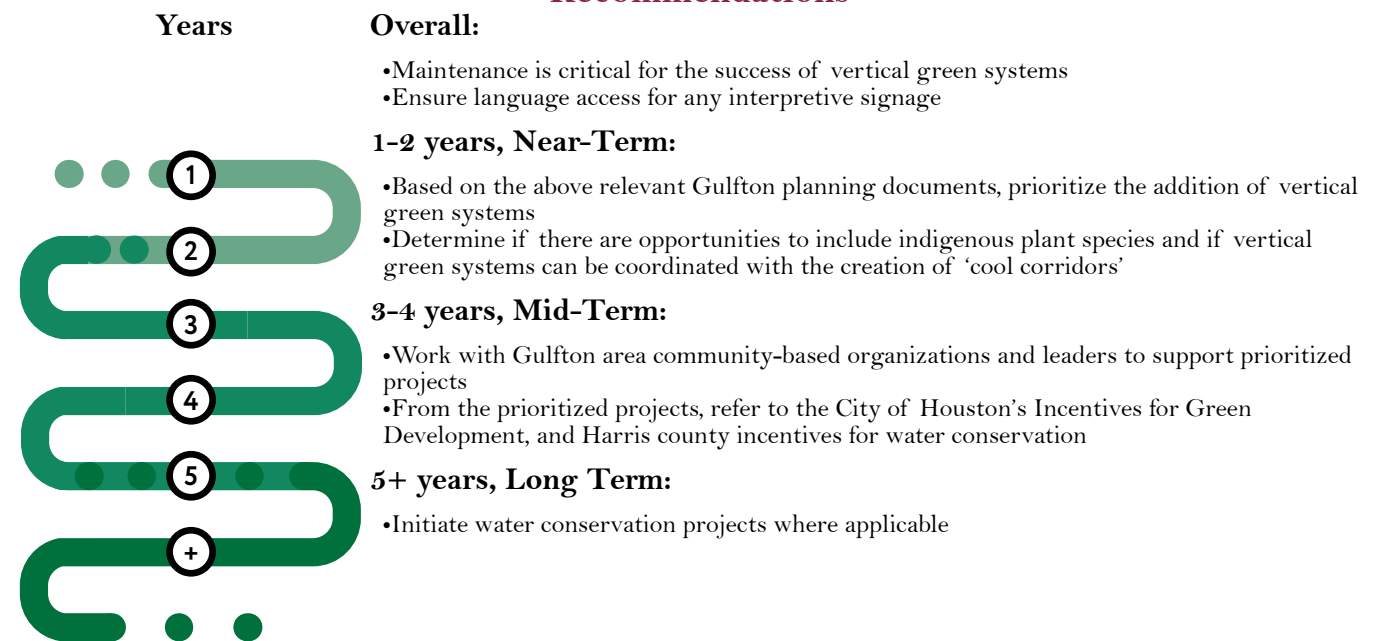 Recommendations
Years
Overall:
•Maintenance is critical for the success of vertical green systems
•Ensure language access for any interpretive signage
1-2 years, Near-Term:
•Based on the above relevant Gulfton planning documents, prioritize the addition of vertical
green systems
•Determine if there are opportunities to include indigenous plant species and if vertical
green systems can be coordinated with the creation of ‘cool corridors’
3-4 years, Mid-Term:
•Work with Gulfton area community-based organizations and leaders to support prioritized
projects
•From the prioritized projects, refer to the City of Houston’s Incentives for Green
Development, and Harris county incentives for water conservation
5+ years, Long Term:
•Initiate water conservation projects where applicable
1
2
3
4
5
+